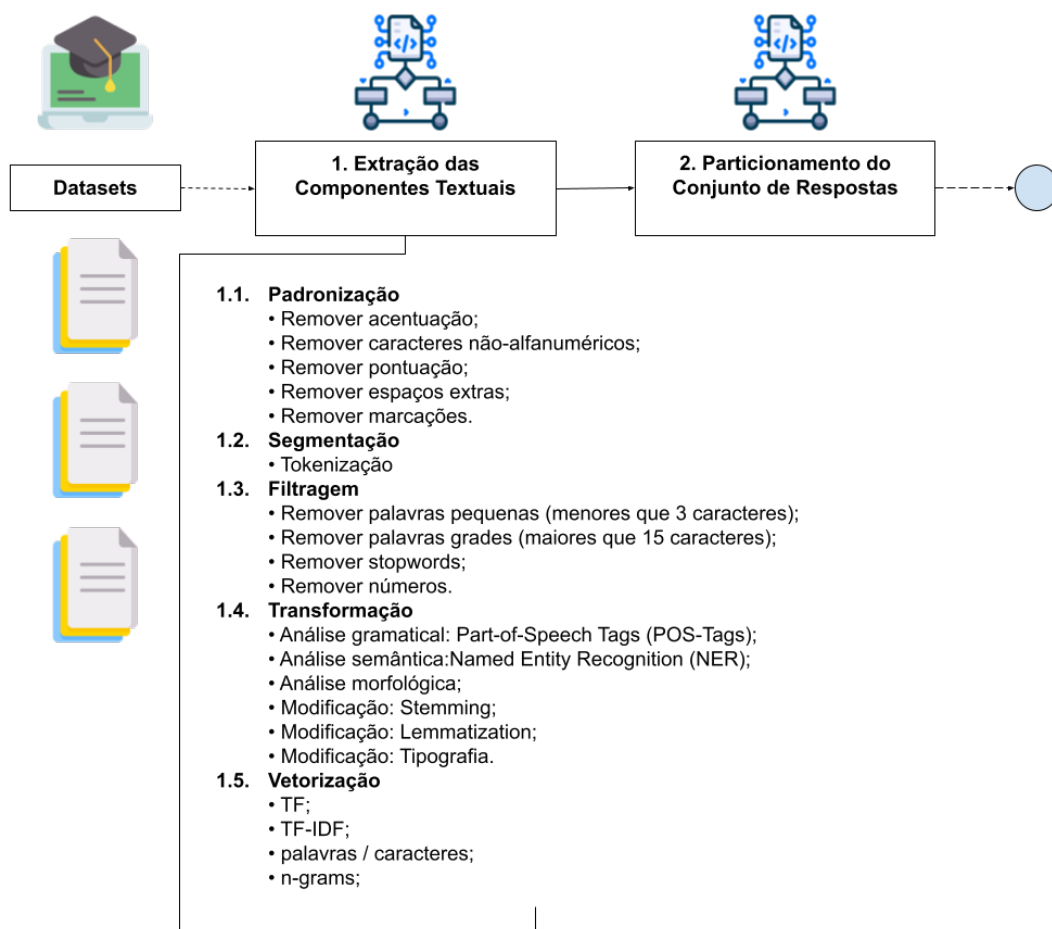 Datasets
1. Extração das
Componentes Textuais
2. Particionamento do
Conjunto de Respostas
1.1. Padronização
• Remover acentuação;
• Remover caracteres não-alfanuméricos;
• Remover pontuação;
• Remover espaços extras;
• Remover marcações.
1.2. Segmentação
• Tokenização
1.3. Filtragem
• Remover palavras pequenas (menores que 3 caracteres);
• Remover palavras grades (maiores que 15 caracteres);
• Remover stopwords;
• Remover números.
1.4. Transformação
• Análise gramatical: Part-of-Speech Tags (POS-Tags);
• Análise semântica:Named Entity Recognition (NER);
• Análise morfológica;
• Modificação: Stemming;
• Modificação: Lemmatization;
• Modificação: Tipografia.
1.5. Vetorização
• TF;
• TF-IDF;
• palavras / caracteres;
• n-grams;